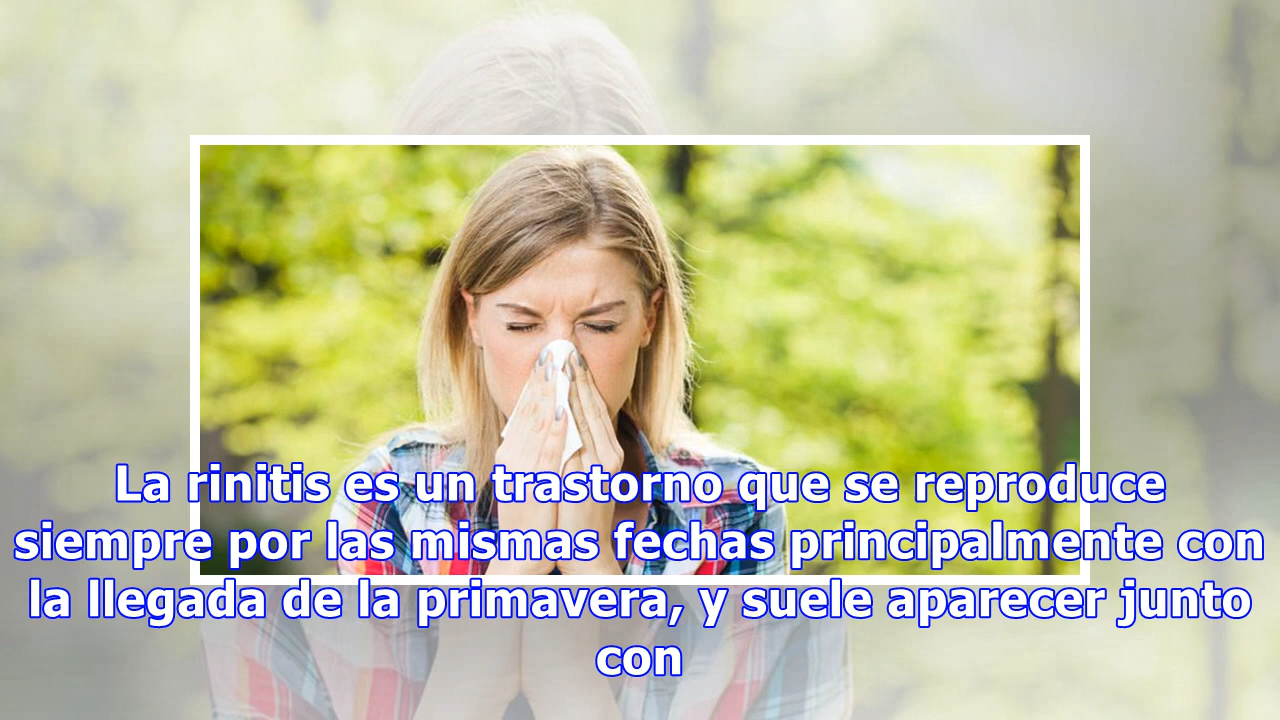 La rinitis es un trastorno que se reproduce
siempre por las mismas fechas principalmente con
la llegada de la primavera, y suele aparecer junto
con